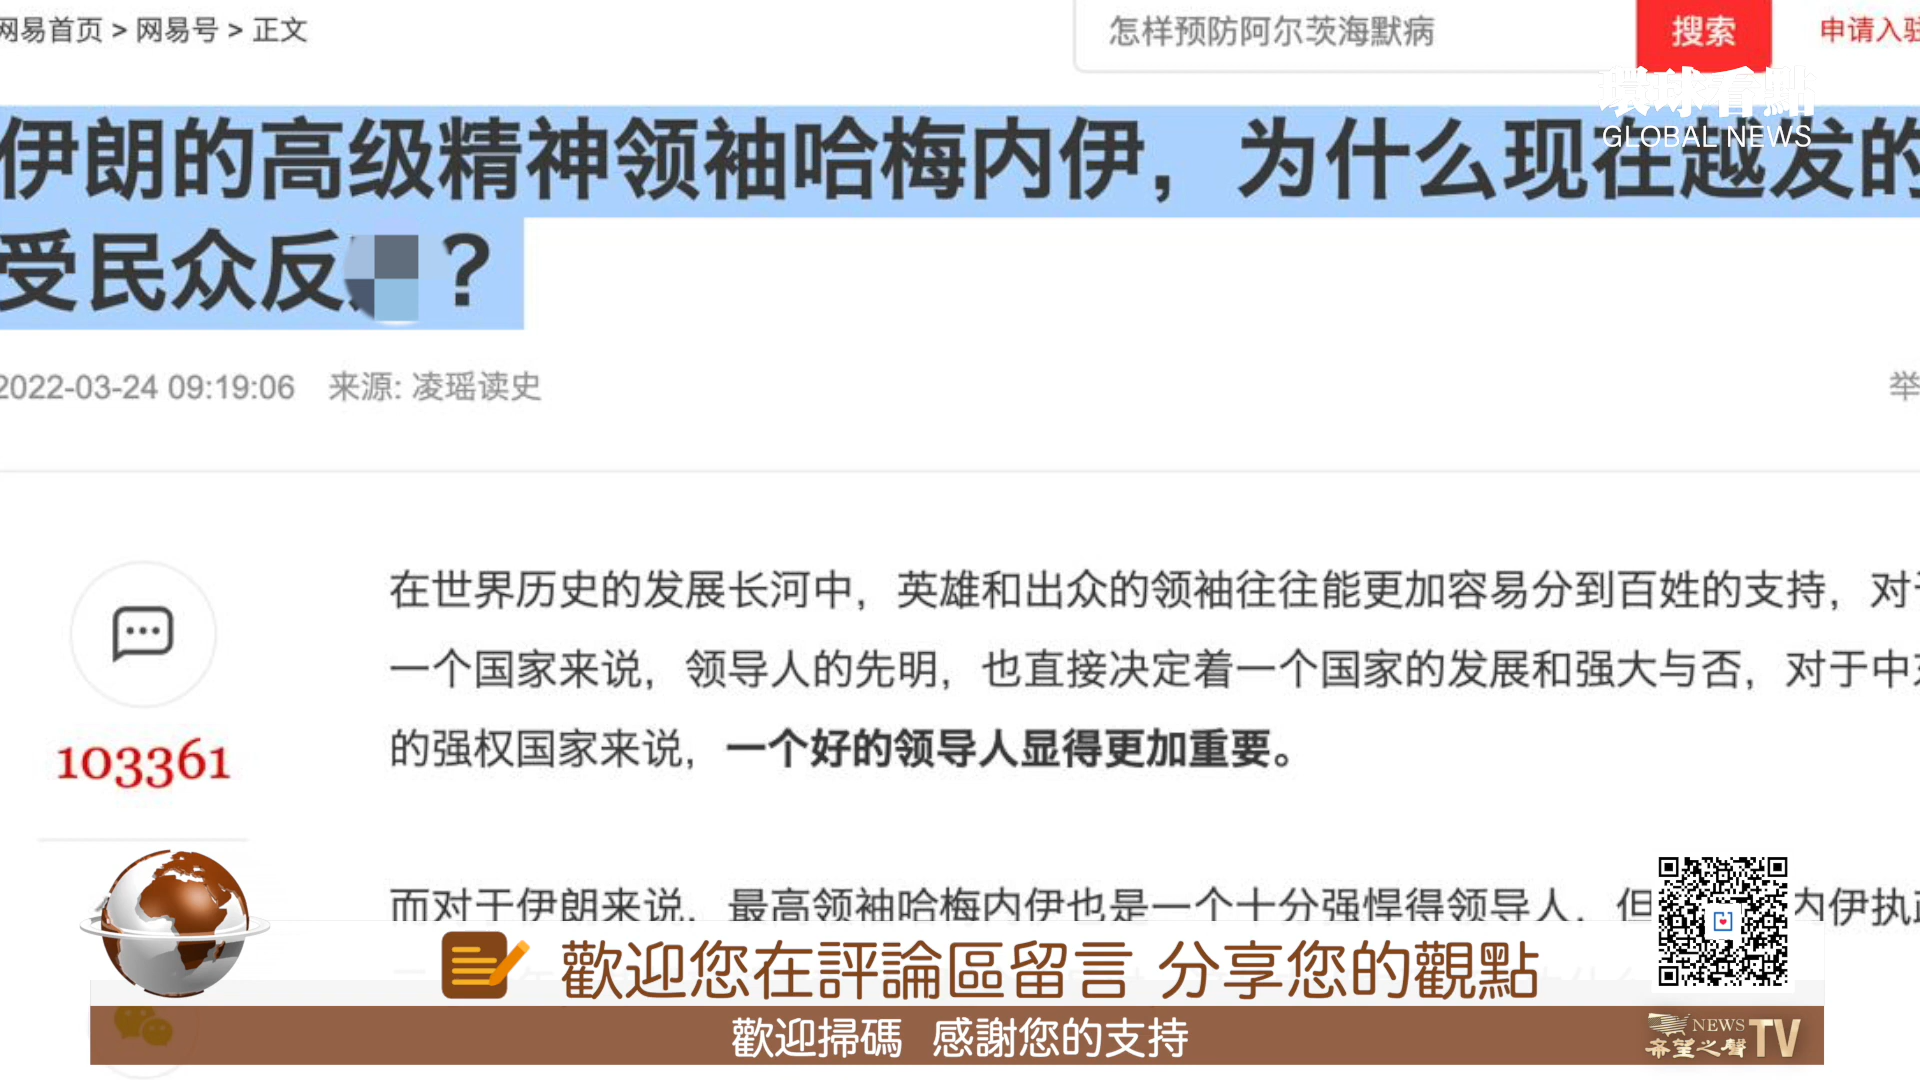 网易首页 > 网易号 > 正文
怎样预防阿尔茨海默病
搜索
申请入驻
環球看點
GLOBAL NEWS
伊朗的高级精神领袖哈梅内伊，为什么现在越发的
受民众反 ？
2022-03-24 09:19:06 来源: 凌瑶读史
举
在世界历史的发展长河中，英雄和出众的领袖往往能更加容易分到百姓的支持，对于
一个国家来说，领导人的先明，也直接决定着一个国家的发展和强大与否，对于中东
的强权国家来说，一个好的领导人显得更加重要。
103361
而对于伊朗来说，最高领袖哈梅内伊也是一个十分强悍得领导人，但 内伊执政
歡迎您在評論區留言 分享您的觀點
歡迎掃碼 感謝您的支持
NEWS
希望之聲TV